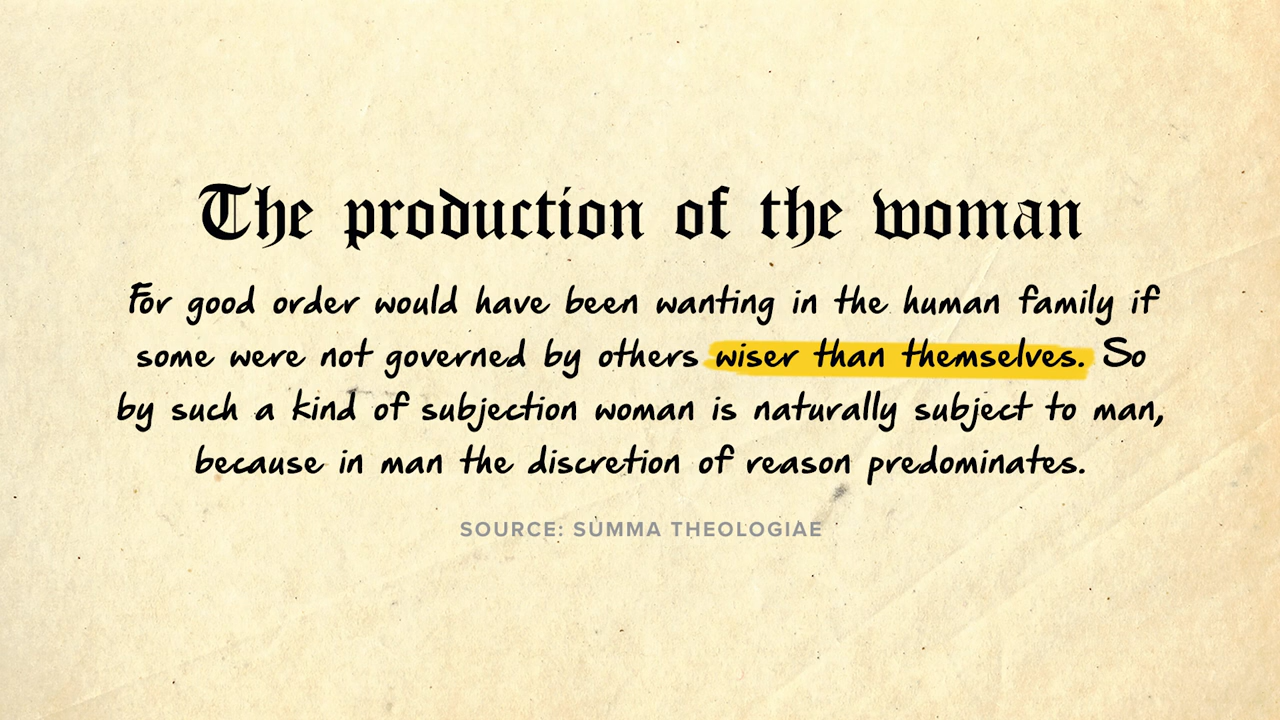 The production of the woman
For good order would have been wanting in the human family if
some were not governed by others wiser than themselves. So
by such a kind of subjection woman is naturally subject to man,
because in man the discretion of reason predominates.
SOURCE: SUMMA THEOLOGIAE